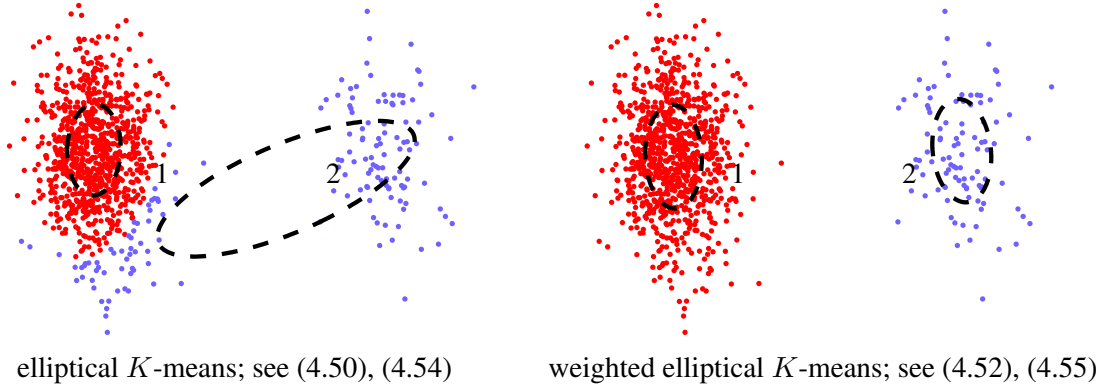 1
2
1
2
elliptical K-means; see (4.50), (4.54)
weighted elliptical K-means; see (4.52), (4.55)